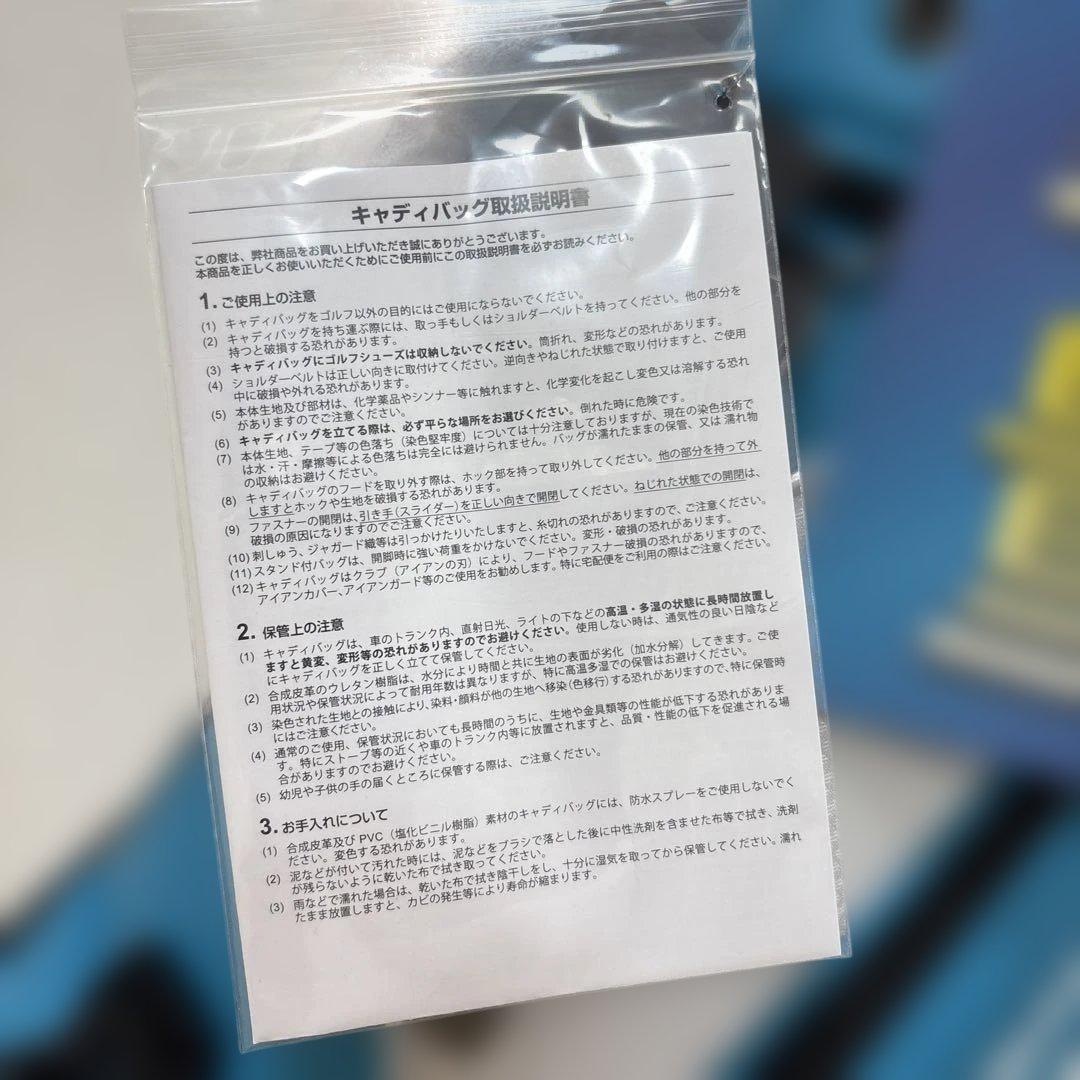 キャディバッグ取扱説明書
この度は、弊社商品をお買い上げいただき誠にありがとうございます。
本商品を正しくお使いいただくためにご使用前にこの取扱説明書を必ずお読みください。
1. ご使用上の注意
(1) キャディバッグをゴルフ以外の目的にはご使用にならないでください。
(2) キャディバッグを持ち運ぶ際には、取っ手もしくはショルダーベルトを持ってください。他の部分を
持つと破損する恐れがあります。
(3) キャディバッグにゴルフシューズは収納しないでください。筒折れ、変形などの恐れがあります。
(4) ショルダーベルトは正しい向きに取付けてください。逆向きやねじれた状態で取り付けますと、ご使用
中に破損や外れる恐れがあります。
(5) 本体生地及び部材は、化学薬品やシンナー等に触れますと、化学変化を起こし変色又は溶解する恐れ
がありますのでご注意ください。
(6) キャディバッグを立てる際は、必ず平らな場所をお選びください。倒れた時に危険です。
(7) 本体生地、テープ等の色落ち（染色堅牢度）については十分注意しておりますが、現在の染色技術で
は水・汗・摩擦等による色落ちは完全には避けられません。バッグが濡れたままの保管、又は 濡れ物
の収納はお避けください。
(8) キャディバッグのフードを取り外す際は、ホック部を持って取り外してください。他の部分を持って外
しますとホックや生地を破損する恐れがあります。
(9) ファスナーの開閉は、引き手（スライダー）を正しい向きで開閉してください。ねじれた状態での開閉は、
破損の原因になりますのでご注意ください。
(10) 刺しゅう、ジャガード織等は引っかけたりいたしますと、糸切れの恐れがありますので、ご注意ください。
(11) スタンド付バッグは、開脚時に強い荷重をかけないでください。変形・破損の恐れがあります。
(12) キャディバッグはクラブ（アイアンの刃）により、フードやファスナー破損の恐れがありますので、
アイアンカバー、アイアンガード等のご使用をお勧めします。特に宅配便をご利用の際はご注意ください。
2. 保管上の注意
(1) キャディバッグは、車のトランク内、直射日光、ライトの下などの高温・多湿の状態に長時間放置し
ますと黄変、変形等の恐れがありますのでお避けください。使用しない時は、通気性の良い日陰など
にキャディバッグを正しく立てて保管してください。
(2) 合成皮革のウレタン樹脂は、水分により時間と共に生地の表面が劣化（加水分解）してきます。ご使
用状況や保管状況によって耐用年数は異なりますが、特に高温多湿での保管はお避けください。
(3) 染色された生地との接触により、染料・顔料が他の生地へ移染（色移行）する恐れがありますので、特に保管時
にはご注意ください。
(4) 通常のご使用、保管状況においても長時間のうちに、生地や金具類等の性能が低下する恐れがありま
す。特にストーブ等の近くや車のトランク内等に放置されますと、品質・性能の低下を促進される場
合がありますのでお避けください。
(5) 幼児や子供の手の届くところに保管する際は、ご注意ください。
3. お手入れについて
(1) 合成皮革及び PVC（塩化ビニル樹脂）素材のキャディバッグには、防水スプレーをご使用しないでく
ださい。変色する恐れがあります。
(2) 泥などが付いて汚れた時には、泥などをブラシで落とした後に中性洗剤を含ませた布等で拭き、洗剤
が残らないように乾いた布で拭き取ってください。
(3) 雨などで濡れた場合は、乾いた布で拭き陰干しをし、十分に湿気を取ってから保管してください。濡れ
たまま放置しますと、カビの発生等により寿命が縮まります。